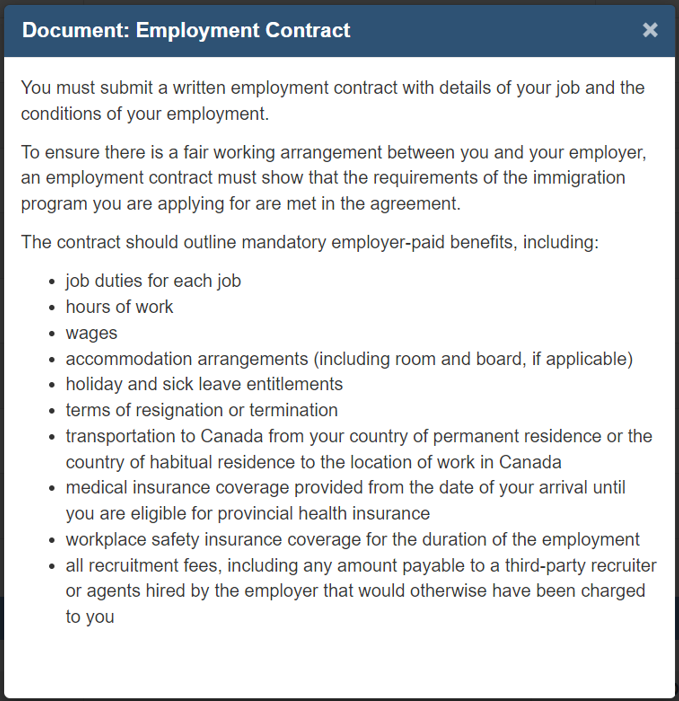 Document: Employment Contract ×
You must submit a written employment contract with details of your job and the
conditions of your employment.
To ensure there is a fair working arrangement between you and your employer,
an employment contract must show that the requirements of the immigration
program you are applying for are met in the agreement.
The contract should outline mandatory employer-paid benefits, including:
• job duties for each job
• hours of work
• wages
• accommodation arrangements (including room and board, if applicable)
• holiday and sick leave entitlements
• terms of resignation or termination
• transportation to Canada from your country of permanent residence or the
country of habitual residence to the location of work in Canada
• medical insurance coverage provided from the date of your arrival until
you are eligible for provincial health insurance
• workplace safety insurance coverage for the duration of the employment
• all recruitment fees, including any amount payable to a third-party recruiter
or agents hired by the employer that would otherwise have been charged
to you